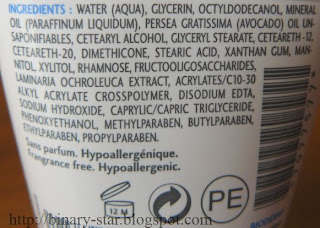 INGREDIENTS : WATER (AQUA), GLYCERIN, OCTYLDODECANOL, MINERAL
OIL (PARAFFINUM LIQUIDUM), PERSEA GRATISSIMA (AVOCADO) OIL UN-
SAPONIFIABLES, CETEARYL ALCOHOL, GLYCERYL STEARATE, CETEARETH-12,
CETEARETH-20, DIMETHICONE, STEARIC ACID, XANTHAN GUM, MAN-
NITOL, XYLITOL, RHAMNOSE, FRUCTOOLIGOSACCHARIDES,
LAMINARIA OCHROLEUCA EXTRACT, ACRYLATES/C10-30
ALKYL ACRYLATE CROSSPOLYMER, DISODIUM EDTA,
SODIUM HYDROXIDE, CAPRYLIC/CAPRIC TRIGLYCERIDE,
PHENOXYETHANOL, METHYLPARABEN, BUTYLPARABEN,
ETHYLPARABEN, PROPYLPARABEN.
Sans parfum. Hypoallergénique.
Fragrance free. Hypoallergenic.
12 M
PE
http://binary-star.blogspot.com